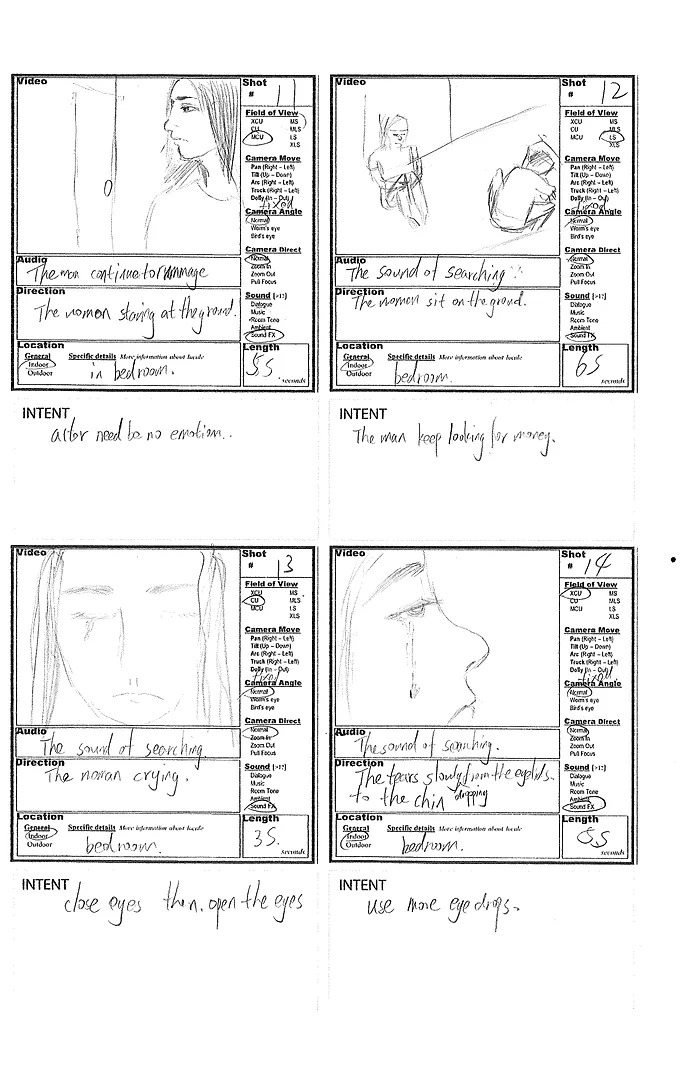 Video
Shot
# 11
Field of View
XCU MS
CU MLS
MCU LS
XLS
Camera Move
Pan (Right – Left)
Tilt (Up – Down)
Arc (Right – Left)
Truck (Right – Left)
Dolly (In – Out)
fixed
Camera Angle
Normal
Worm's eye
Bird's eye
Camera Direct
Normal
Zoom In
Zoom Out
Pull Focus
Audio
The man continue to rummage
Direction
The women staring at the ground.
Sound [>12]
Dialogue
Music
Room Tone
Ambient
Sound FX
Location
General Specific details More information about locale
Indoor
Outdoor
in bedroom.
Length
5S.
seconds
INTENT
actor need be no emotion..
Video
Shot
# 12
Field of View
XCU MS
CU MLS
MCU LS
XLS
Camera Move
Pan (Right – Left)
Tilt (Up – Down)
Arc (Right – Left)
Truck (Right – Left)
Dolly (In – Out)
fixed
Camera Angle
Normal
Worm's eye
Bird's eye
Camera Direct
Normal
Zoom In
Zoom Out
Pull Focus
Audio
The sound of searching
Direction
The women sit on the ground.
Sound [>12]
Dialogue
Music
Room Tone
Ambient
Sound FX
Location
General Specific details More information about locale
Indoor
Outdoor
bedroom.
Length
6S
seconds
INTENT
The man keep looking for money.
Video
Shot
# 13
Field of View
XCU MS
CU MLS
MCU LS
XLS
Camera Move
Pan (Right – Left)
Tilt (Up – Down)
Arc (Right – Left)
Truck (Right – Left)
Dolly (In – Out)
fixed
Camera Angle
Normal
Worm's eye
Bird's eye
Camera Direct
Normal
Zoom In
Zoom Out
Pull Focus
Audio
The sound of searching
Direction
The woman crying.
Sound [>12]
Dialogue
Music
Room Tone
Ambient
Sound FX
Location
General Specific details More information about locale
Indoor
Outdoor
bedroom.
Length
3S.
seconds
INTENT
close eyes then. open the eyes
Video
Shot
# 14
Field of View
XCU MS
CU MLS
MCU LS
XLS
Camera Move
Pan (Right – Left)
Tilt (Up – Down)
Arc (Right – Left)
Truck (Right – Left)
Dolly (In – Out)
fixed
Camera Angle
Normal
Worm's eye
Bird's eye
Camera Direct
Normal
Zoom In
Zoom Out
Pull Focus
Audio
The sound of searching.
Direction
The tears slowly from the eyelids.
to the chin dropping
Sound [>12]
Dialogue
Music
Room Tone
Ambient
Sound FX
Location
General Specific details More information about locale
Indoor
Outdoor
bedroom.
Length
seconds
INTENT
use more eye drops.